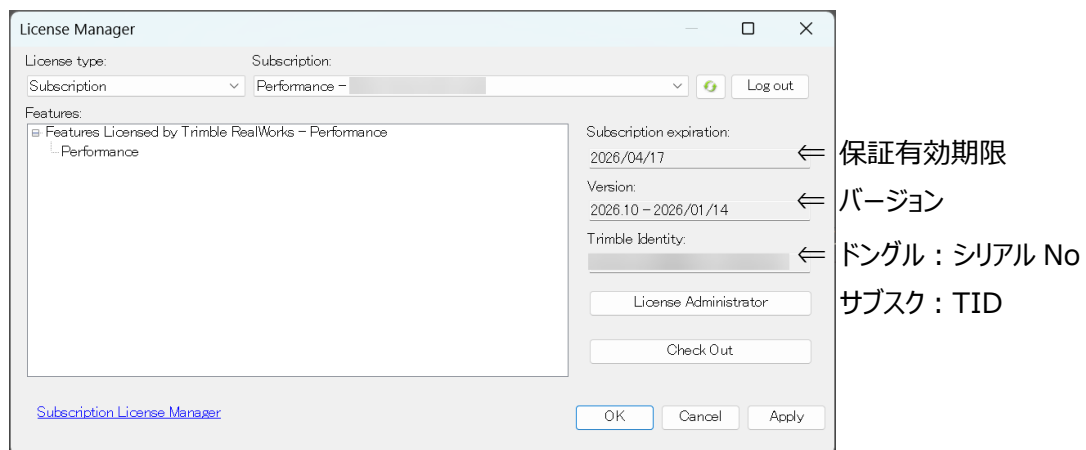 License Manager
License type:
Subscription:
Subscription
Performance -
Log out
Features:
Features Licensed by Trimble RealWorks - Performance
Performance
Subscription expiration:
2026/04/17
⇐ 保証有効期限
Version:
2026.10 - 2026/01/14
⇐ バージョン
Trimble Identity:
⇐ ドングル：シリアル No
サブスク：TID
License Administrator
Check Out
Subscription License Manager
OK
Cancel
Apply